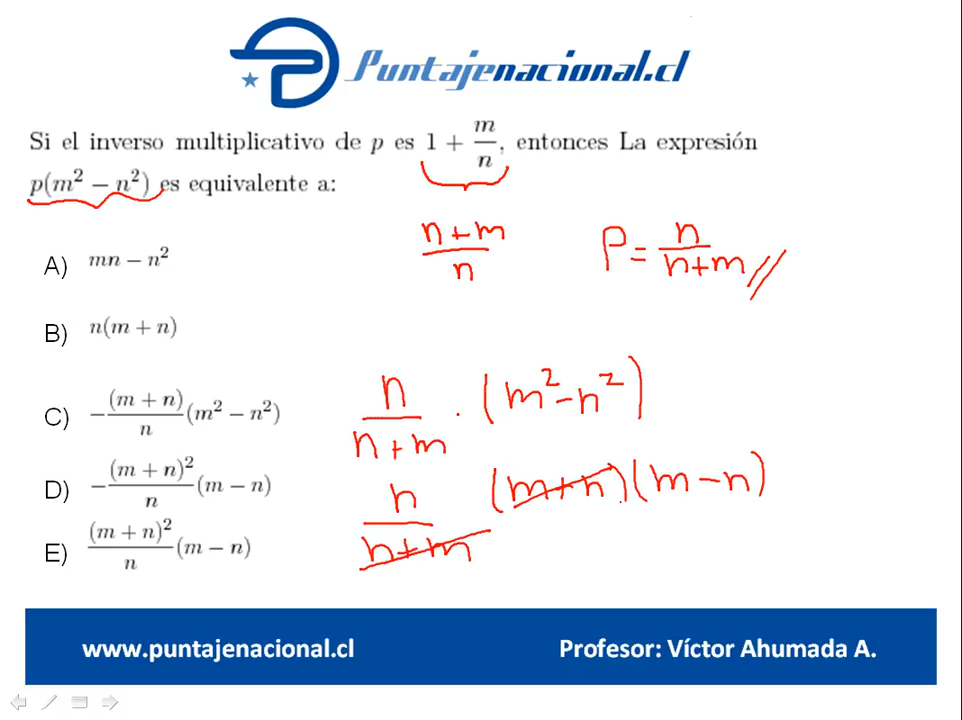 Puntajenacional.cl
Si el inverso multiplicativo de p es 1 + m/n, entonces La expresión
p(m² − n²) es equivalente a:
n+m/n
P = n/n+m //
A) mn − n²
B) n(m + n)
C) −(m + n)/n (m² − n²)
n/n+m · (m² − n²)
D) −(m + n)²/n (m − n)
n/n+m (m+n)(m−n)
E) (m + n)²/n (m − n)
www.puntajenacional.cl
Profesor: Víctor Ahumada A.